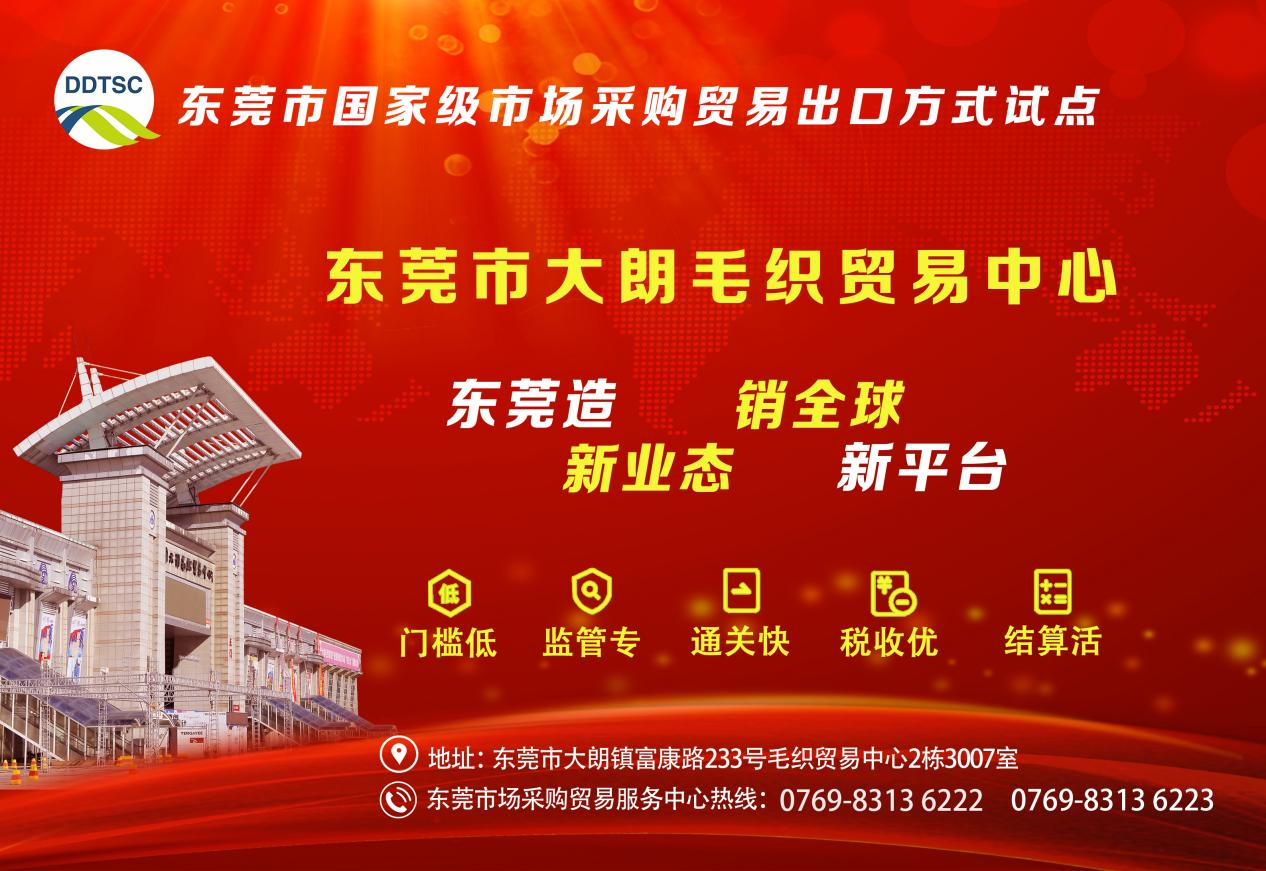 DDTSC
东莞市国家级市场采购贸易出口方式试点
东莞市大朗毛织贸易中心
东莞造 销全球
新业态 新平台
低
门槛低 监管专 通关快 税收优 结算活
地址：东莞市大朗镇富康路233号毛织贸易中心2栋3007室
东莞市场采购贸易服务中心热线：0769-8313 6222 0769-8313 6223